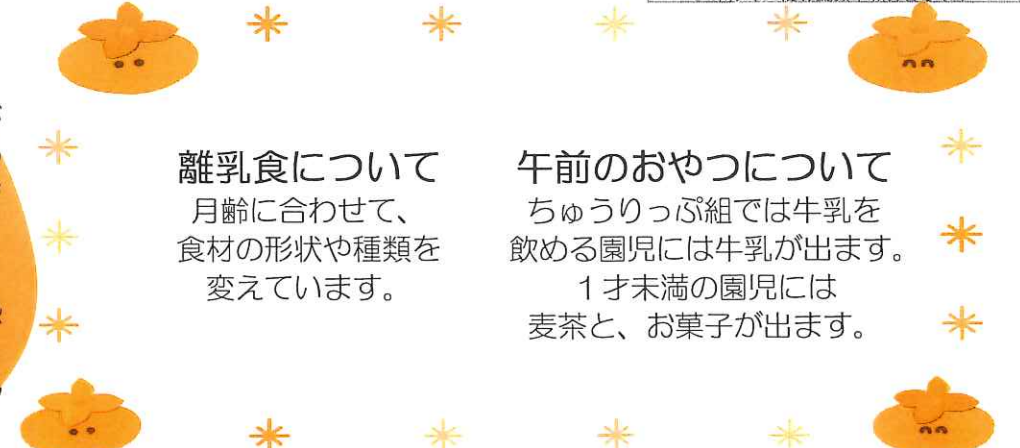 離乳食について
月齢に合わせて、
食材の形状や種類を
変えています。
午前のおやつについて
ちゅうりっぷ組では牛乳を
飲める園児には牛乳が出ます。
1才未満の園児には
麦茶と、お菓子が出ます。